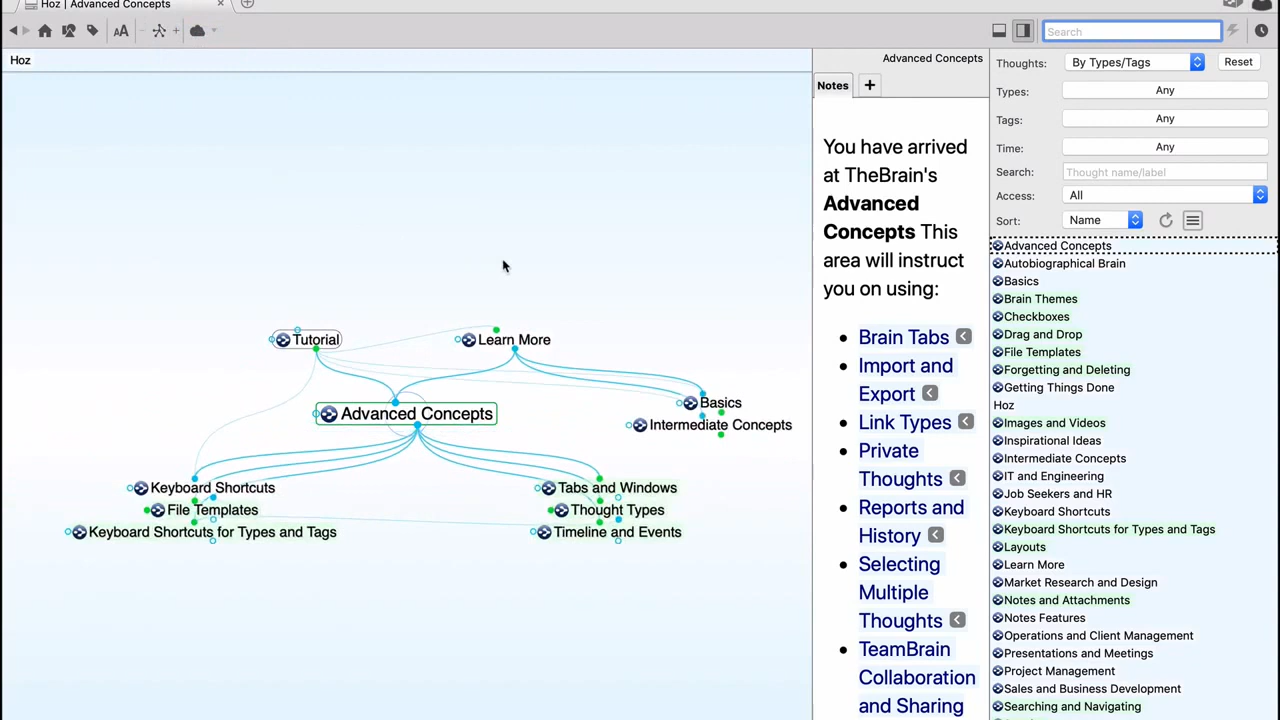 Hoz | Advanced Concepts
Search
Hoz
Tutorial
Learn More
Advanced Concepts
Basics
Intermediate Concepts
Keyboard Shortcuts
File Templates
Keyboard Shortcuts for Types and Tags
Tabs and Windows
Thought Types
Timeline and Events
Advanced Concepts
Notes
You have arrived
at TheBrain's
Advanced
Concepts This
area will instruct
you on using:
Brain Tabs
Import and
Export
Link Types
Private
Thoughts
Reports and
History
Selecting
Multiple
Thoughts
TeamBrain
Collaboration
and Sharing
Thoughts: By Types/Tags Reset
Types: Any
Tags: Any
Time: Any
Search: Thought name/label
Access: All
Sort: Name
Advanced Concepts
Autobiographical Brain
Basics
Brain Themes
Checkboxes
Drag and Drop
File Templates
Forgetting and Deleting
Getting Things Done
Hoz
Images and Videos
Inspirational Ideas
Intermediate Concepts
IT and Engineering
Job Seekers and HR
Keyboard Shortcuts
Keyboard Shortcuts for Types and Tags
Layouts
Learn More
Market Research and Design
Notes and Attachments
Notes Features
Operations and Client Management
Presentations and Meetings
Project Management
Sales and Business Development
Searching and Navigating